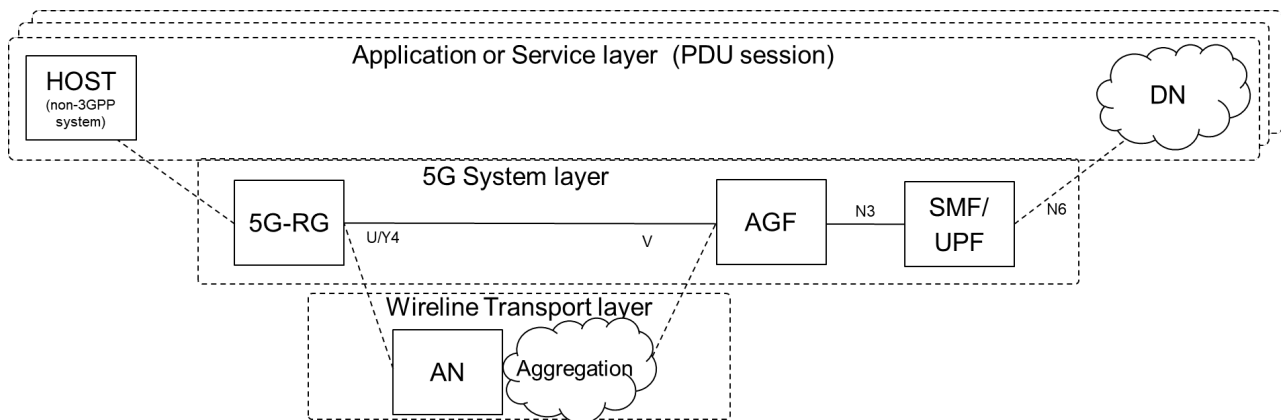 Application or Service layer (PDU session)
HOST
(non-3GPP
system)
DN
5G System layer
5G-RG
U/Y4
V
AGF
N3
SMF/
UPF
N6
Wireline Transport layer
AN
Aggregation